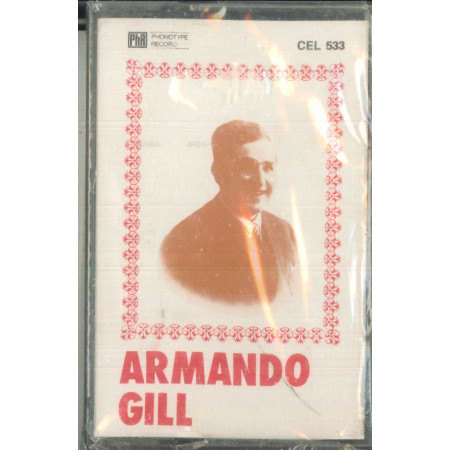 PhR PHONOTYPE
RECORD
CEL 533
ARMANDO
GILL